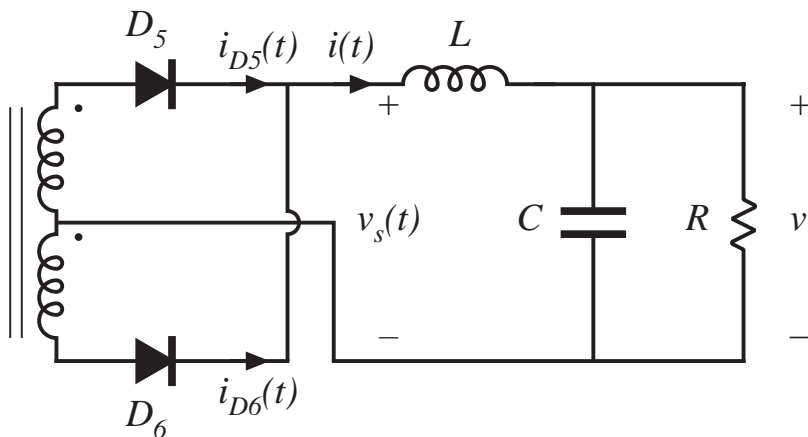 D5
iD5(t)
i(t)
L
+
+
vs(t)
C
R
v
−
−
D6
iD6(t)